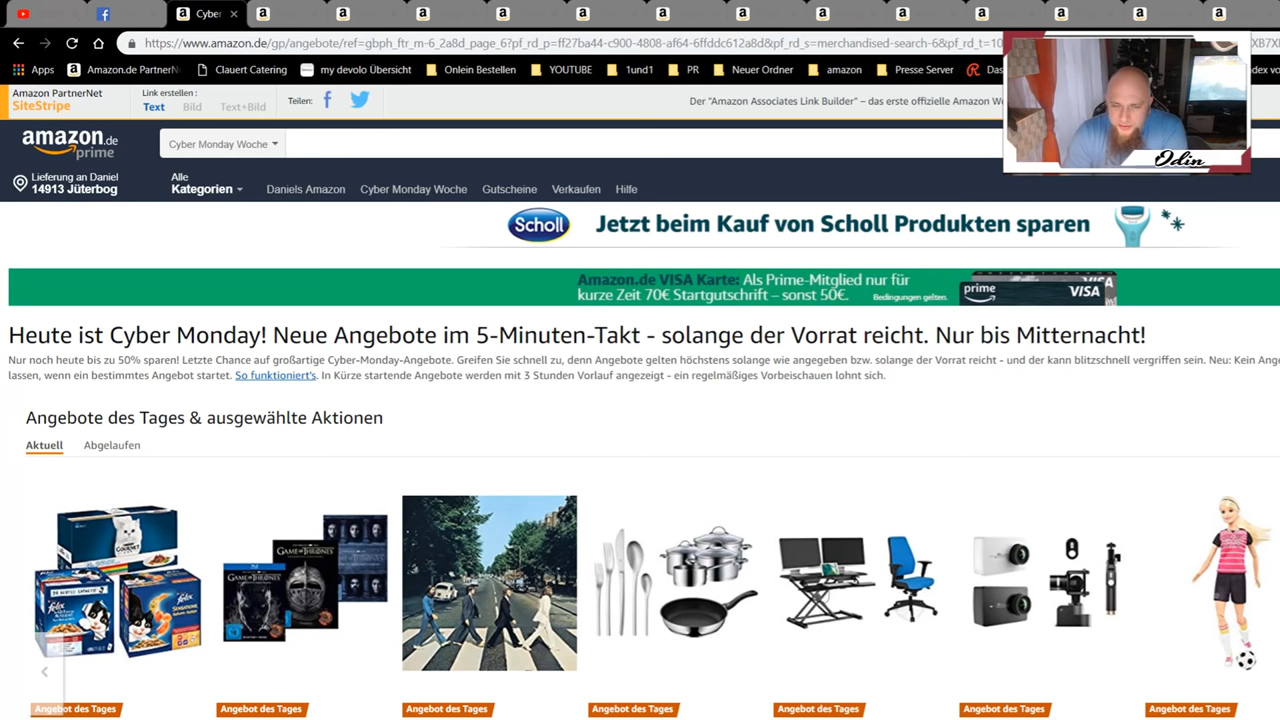 Cyber
https://www.amazon.de/gp/angebote/ref=gbph_ftr_m-6_2a8d_page_6?pf_rd_p=ff27ba44-c900-4808-af64-6ffddc612a8d&pf_rd_s=merchandised-search-6&pf_rd_t=10
Apps
Amazon.de PartnerN
Clauert Catering
my devolo Übersicht
Onlein Bestellen
YOUTUBE
1und1
PR
Neuer Ordner
amazon
Presse Server
Das
Amazon PartnerNet
SiteStripe
Link erstellen :
Text
Bild
Text+Bild
Teilen:
Der "Amazon Associates Link Builder" – das erste offizielle Amazon
Odin
amazon.de
prime
Cyber Monday Woche
Lieferung an Daniel
14913 Jüterbog
Alle
Kategorien
Daniels Amazon
Cyber Monday Woche
Gutscheine
Verkaufen
Hilfe
Scholl
Jetzt beim Kauf von Scholl Produkten sparen
Amazon.de VISA Karte: Als Prime-Mitglied nur für
kurze Zeit 70€ Startgutschrift – sonst 50€.
Bedingungen gelten.
prime
VISA
Heute ist Cyber Monday! Neue Angebote im 5-Minuten-Takt - solange der Vorrat reicht. Nur bis Mitternacht!
Nur noch heute bis zu 50% sparen! Letzte Chance auf großartige Cyber-Monday-Angebote. Greifen Sie schnell zu, denn Angebote gelten höchstens solange wie angegeben bzw. solange der Vorrat reicht - und der kann blitzschnell vergriffen sein. Neu: Kein Ange
lassen, wenn ein bestimmtes Angebot startet. So funktioniert's. In Kürze startende Angebote werden mit 3 Stunden Vorlauf angezeigt - ein regelmäßiges Vorbeischauen lohnt sich.
Angebote des Tages & ausgewählte Aktionen
Aktuell
Abgelaufen
GOURMET
felix
felix
SENSATIONS
GAME OF THRONES
GAME OF THRONES
Angebot des Tages
Angebot des Tages
Angebot des Tages
Angebot des Tages
Angebot des Tages
Angebot des Tages
Angebot des Tages